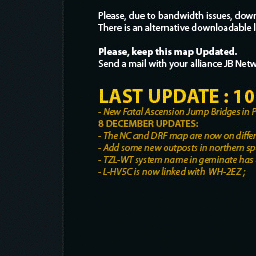 Please, due to bandwidth issues, down
There is an alternative downloadable l
Please, keep this map Updated.
Send a mail with your alliance JB Netw
LAST UPDATE : 10
- New Fatal Ascension Jump Bridges in P
8 DECEMBER UPDATES:
- The NC and DRF map are now on differ
- Add some new outposts in northern sp
- TZL-WT system name in geminate has
- L-HV5C is now linked with WH-2EZ ;